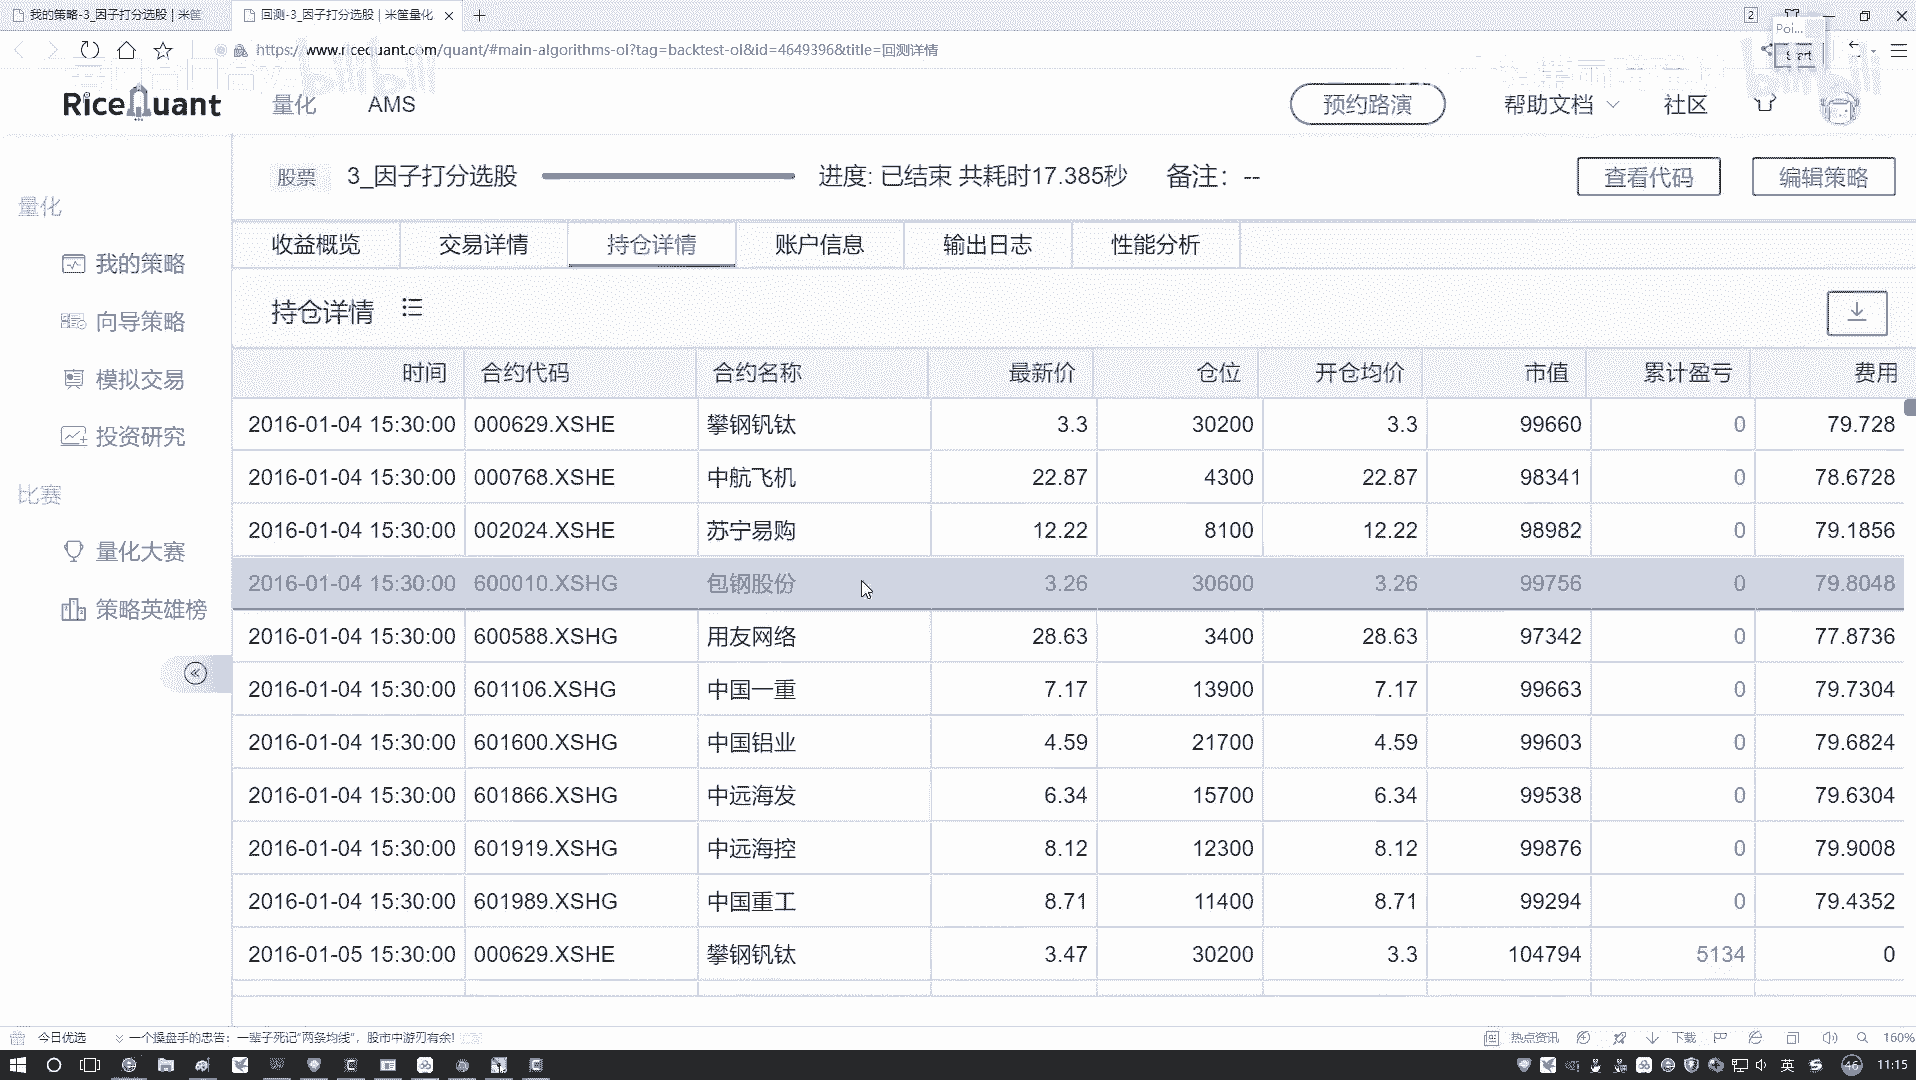 我的策略-3_因子打分选股 | 米筐 回测-3_因子打分选股 | 米筐量化 2
https://www.ricequant.com/quant/#main-algorithms-ol?tag=backtest-ol&id=4649396&title=回测详情
Poi...
Start
bilibili
bilibili
RiceQuant 量化 AMS 预约路演 帮助文档 社区
股票 3_因子打分选股 进度: 已结束 共耗时17.385秒 备注: -- 查看代码 编辑策略
量化
我的策略
向导策略
模拟交易
投资研究
比赛
量化大赛
策略英雄榜
收益概览 交易详情 持仓详情 账户信息 输出日志 性能分析
持仓详情
时间 合约代码 合约名称 最新价 仓位 开仓均价 市值 累计盈亏 费用
2016-01-04 15:30:00 000629.XSHE 攀钢钒钛 3.3 30200 3.3 99660 0 79.728
2016-01-04 15:30:00 000768.XSHE 中航飞机 22.87 4300 22.87 98341 0 78.6728
2016-01-04 15:30:00 002024.XSHE 苏宁易购 12.22 8100 12.22 98982 0 79.1856
2016-01-04 15:30:00 600010.XSHG 包钢股份 3.26 30600 3.26 99756 0 79.8048
2016-01-04 15:30:00 600588.XSHG 用友网络 28.63 3400 28.63 97342 0 77.8736
2016-01-04 15:30:00 601106.XSHG 中国一重 7.17 13900 7.17 99663 0 79.7304
2016-01-04 15:30:00 601600.XSHG 中国铝业 4.59 21700 4.59 99603 0 79.6824
2016-01-04 15:30:00 601866.XSHG 中远海发 6.34 15700 6.34 99538 0 79.6304
2016-01-04 15:30:00 601919.XSHG 中远海控 8.12 12300 8.12 99876 0 79.9008
2016-01-04 15:30:00 601989.XSHG 中国重工 8.71 11400 8.71 99294 0 79.4352
2016-01-05 15:30:00 000629.XSHE 攀钢钒钛 3.47 30200 3.3 104794 5134 0
今日优选 一个操盘手的忠告：一辈子死记“两条均线”，股市中游刃有余! 热点资讯 下载 160%
英 46 11:15